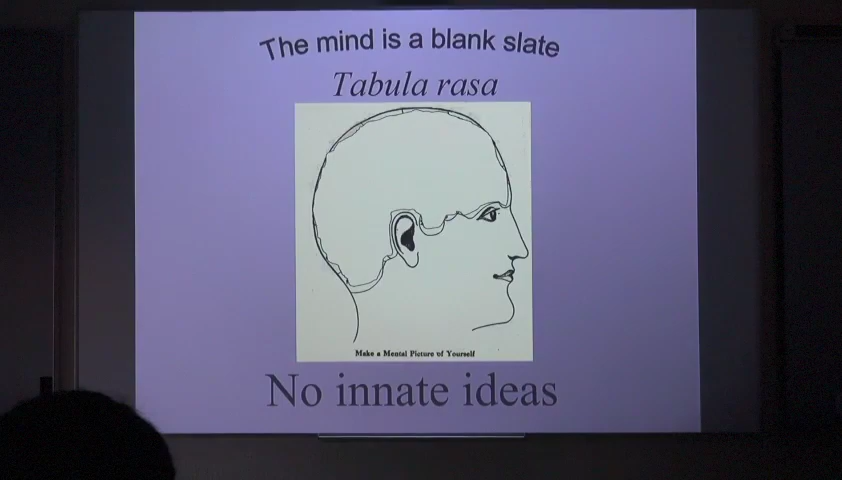 The mind is a blank slate
Tabula rasa
Make a Mental Picture of Yourself
No innate ideas